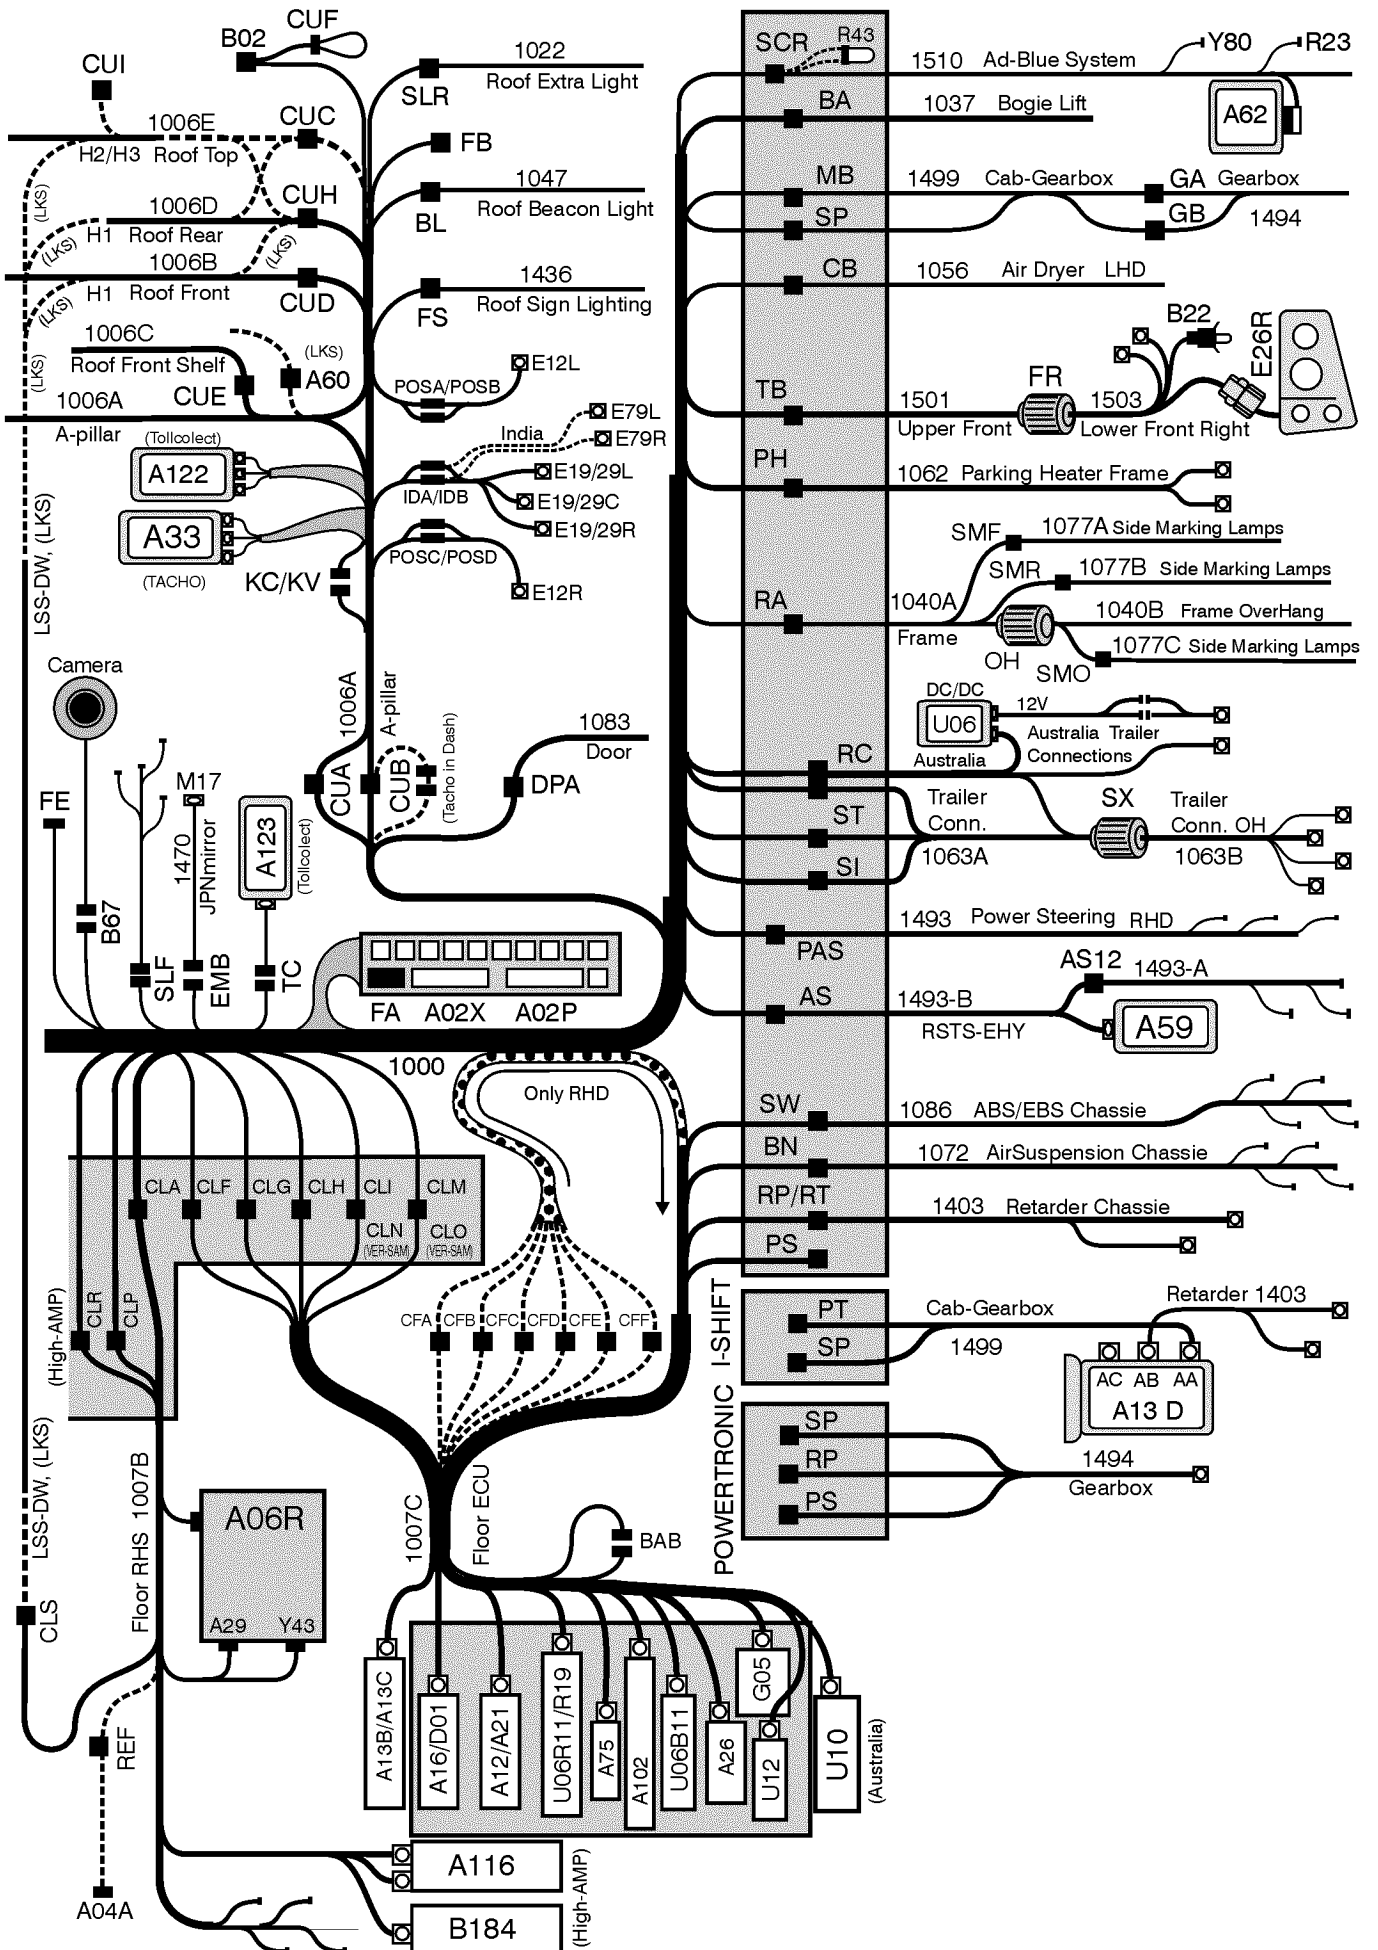 CUF
B02
CUI
1022
Roof Extra Light
SLR
1006E
CUC
H2/H3
Roof Top
FB
(LKS)
CUH
1006D
1047
Roof Beacon Light
BL
H1
Roof Rear
(LKS)
(LKS)
1006B
H1
Roof Front
CUD
1436
Roof Sign Lighting
FS
(LKS)
1006C
Roof Front Shelf
(LKS)
A60
(LKS)
CUE
POSA/POSB
E12L
1006A
A-pillar
(Tollcolect)
A122
India
E79L
E79R
E19/29L
IDA/IDB
E19/29C
E19/29R
A33
(TACHO)
POSC/POSD
KC/KV
E12R
LSS-DW, (LKS)
Camera
1006A
A-pillar
1083
Door
CUA
CUB
(Tacho in Dash)
DPA
FE
M17
1470
JPNmirror
A123
(Tollcolect)
B67
SLF
EMB
TC
FA
A02X
A02P
1000
Only RHD
SCR
R43
1510
Ad-Blue System
Y80
R23
A62
BA
1037
Bogie Lift
MB
1499
Cab-Gearbox
GA
Gearbox
SP
GB
1494
CB
1056
Air Dryer
LHD
B22
E26R
TB
1501
FR
1503
Upper Front
Lower Front Right
PH
1062
Parking Heater Frame
SMF
1077A Side Marking Lamps
SMR
1077B Side Marking Lamps
RA
1040A
1040B Frame OverHang
Frame
OH
1077C Side Marking Lamps
SMO
DC/DC
U06
12V
Australia Trailer
Connections
Australia
RC
ST
Trailer
Conn.
1063A
SX
Trailer
Conn. OH
1063B
SI
1493
Power Steering
RHD
PAS
AS12
1493-A
AS
1493-B
RSTS-EHY
A59
SW
1086
ABS/EBS Chassie
BN
1072
AirSuspension Chassie
RP/RT
1403
Retarder Chassie
PS
CLA
CLF
CLG
CLH
CLI
CLM
CLN
(VER-SAM)
CLO
(VER-SAM)
(High-AMP)
CLR
CLP
CFA
CFB
CFC
CFD
CFE
CFF
I-SHIFT
PT
Cab-Gearbox
Retarder 1403
SP
1499
AC
AB
AA
A13 D
POWERTRONIC
SP
RP
1494
Gearbox
PS
LSS-DW, (LKS)
Floor RHS 1007B
A06R
A29
Y43
CLS
1007C
Floor ECU
BAB
REF
A04A
A13B/A13C
A16/D01
A12/A21
U06R11/R19
A75
A102
U06B11
A26
G05
U12
U10
(Australia)
A116
B184
(High-AMP)